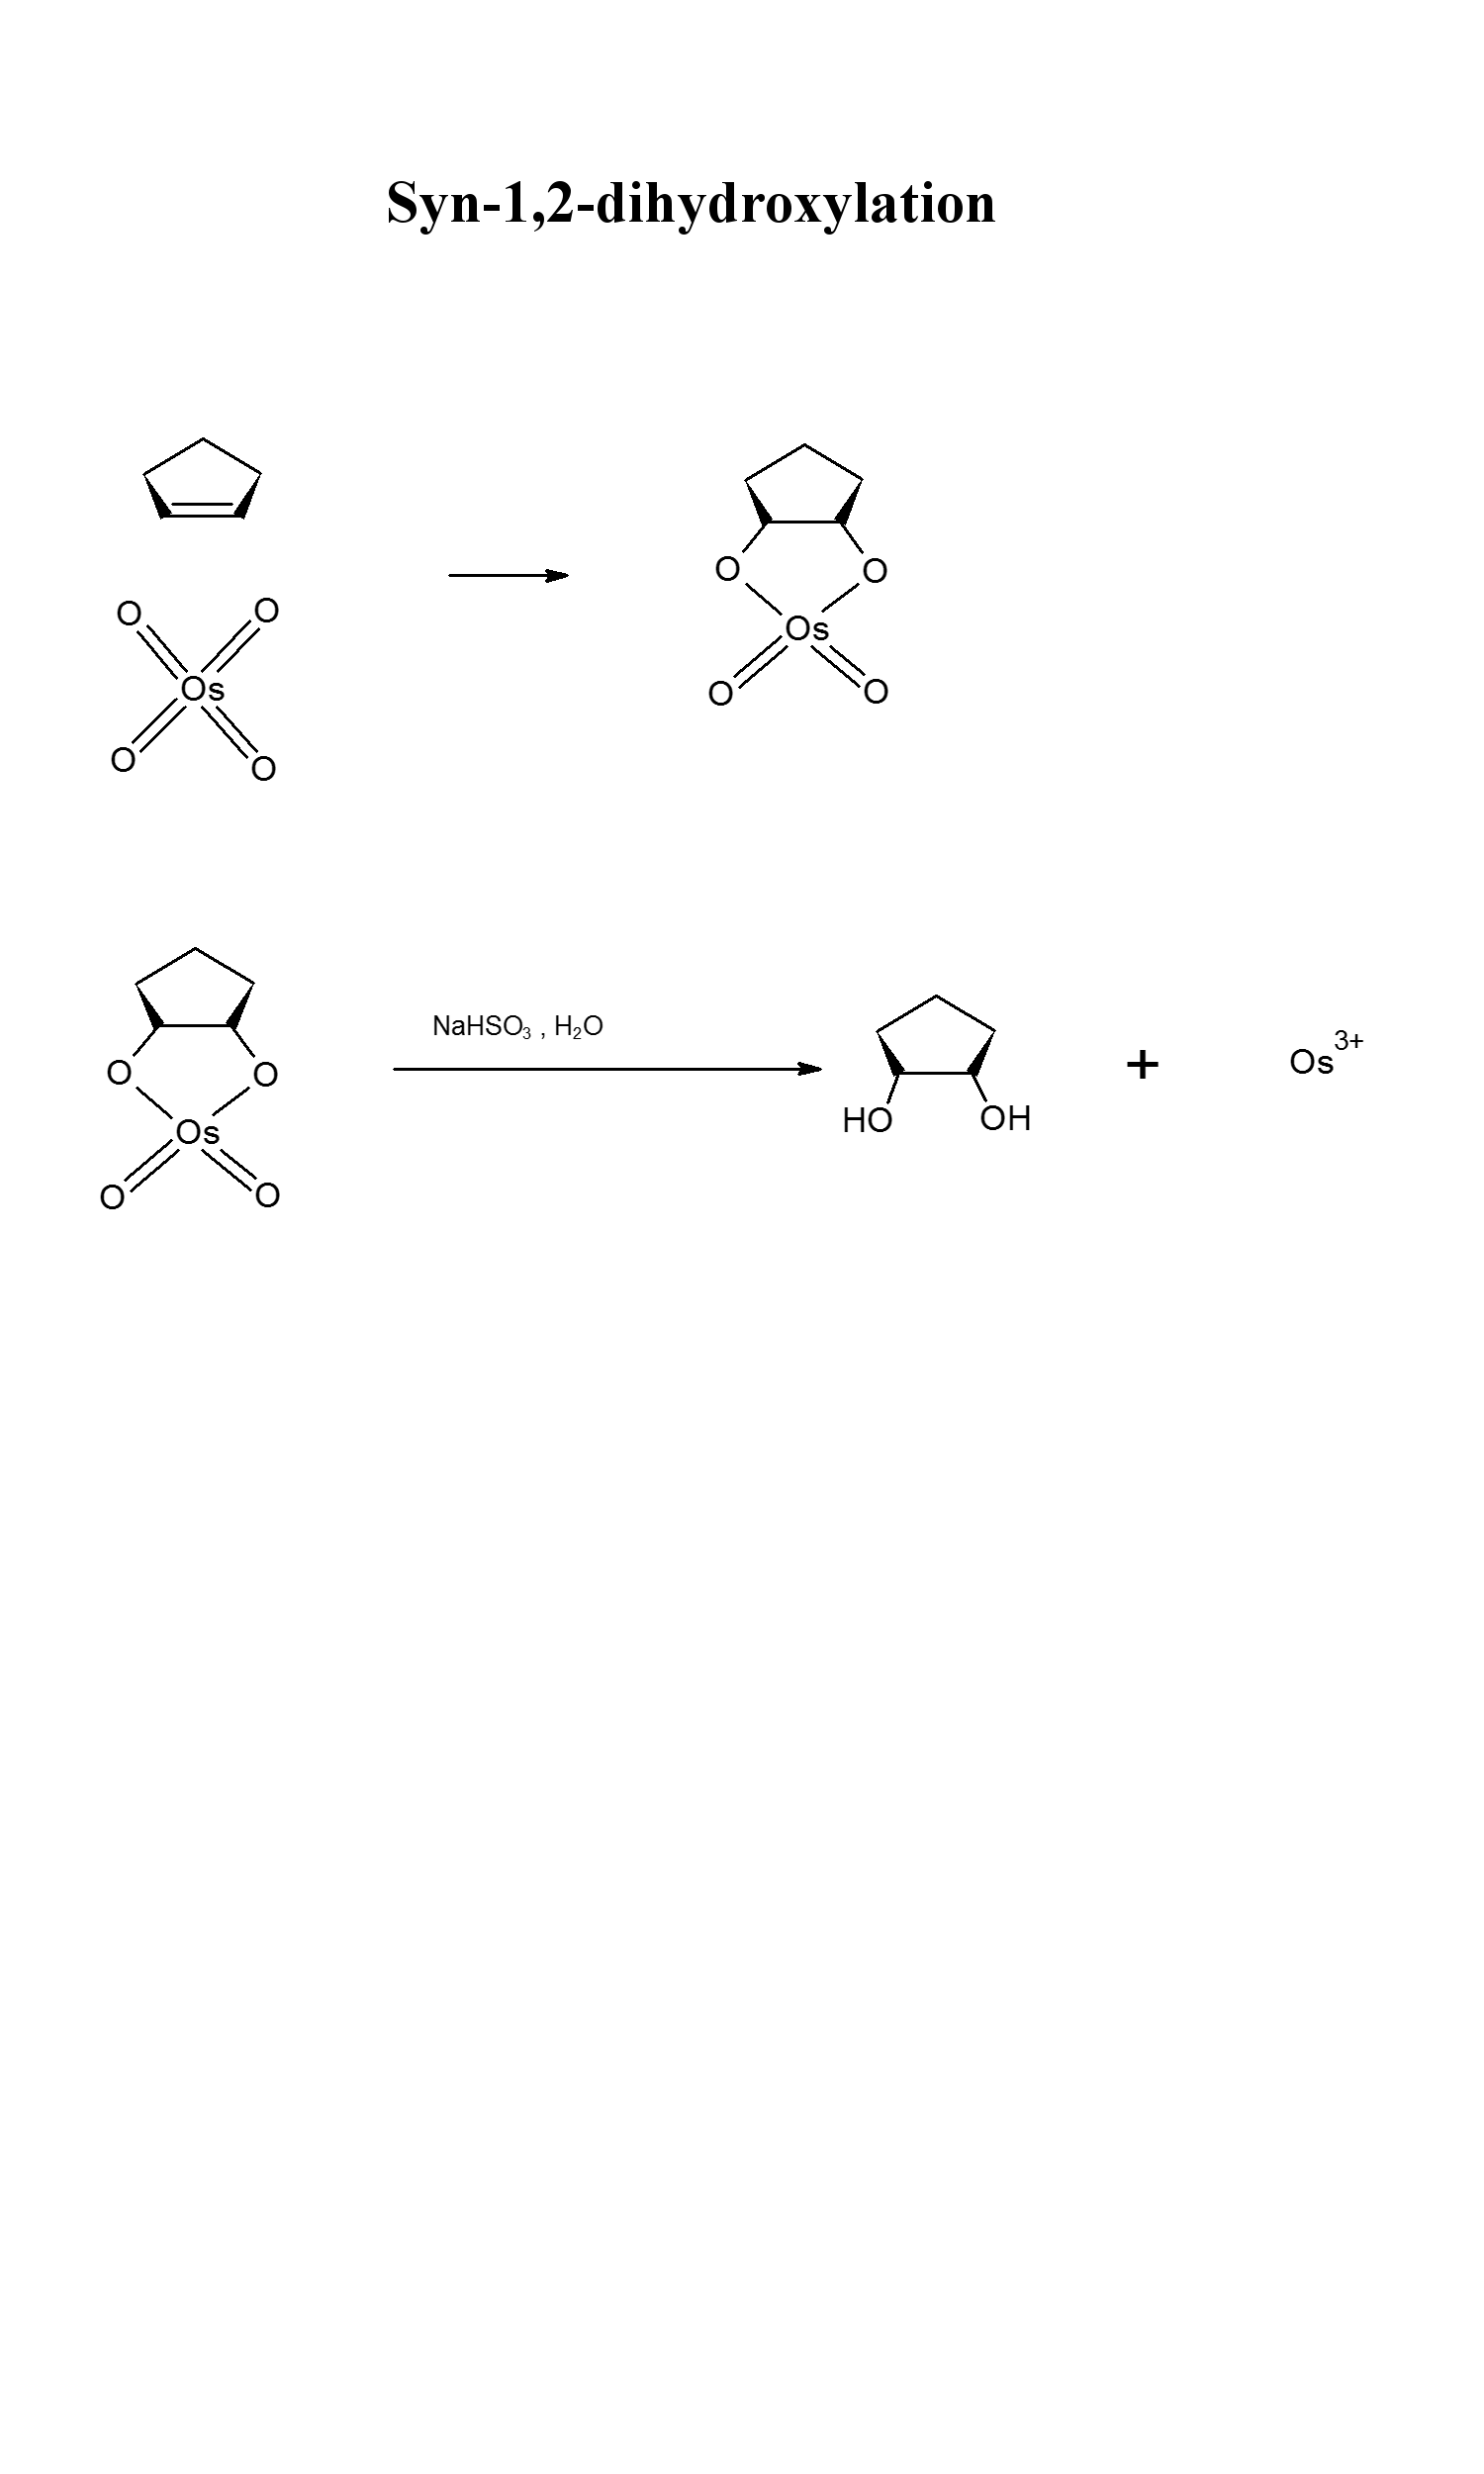 Syn-1,2-dihydroxylation
O O
Os
O O
O O
Os
O O
NaHSO₃ , H₂O
O O
Os
O O
HO OH
+
Os³⁺